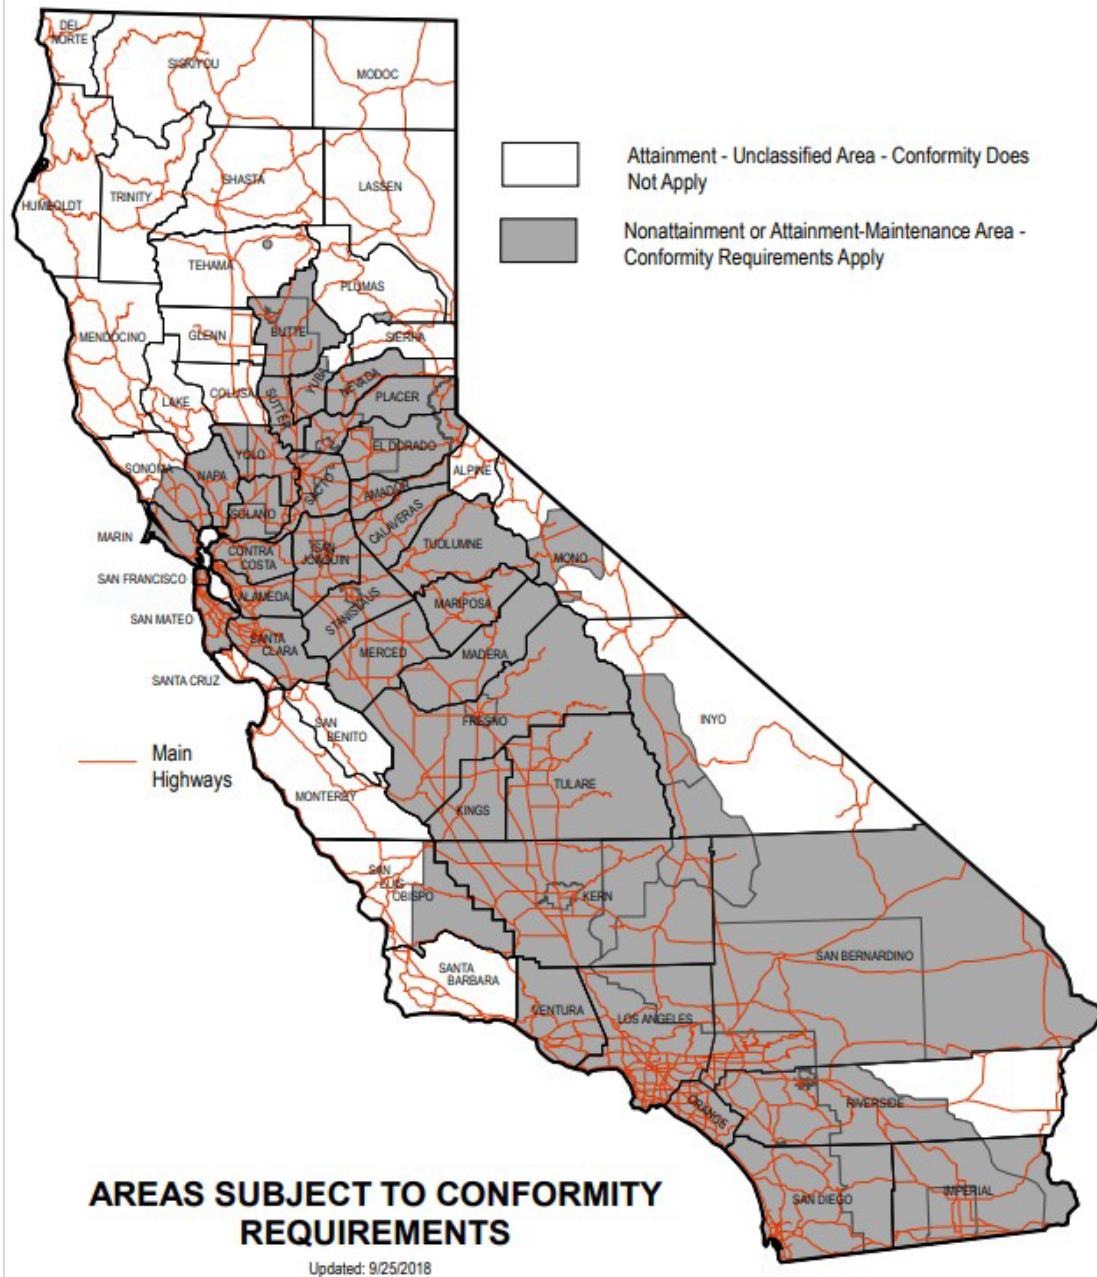 DEL
NORTE
SISKIYOU
MODOC
Attainment - Unclassified Area - Conformity Does
Not Apply
HUMBOLDT
TRINITY
SHASTA
LASSEN
Nonattainment or Attainment-Maintenance Area -
Conformity Requirements Apply
TEHAMA
PLUMAS
MENDOCINO
GLENN
BUTTE
SIERRA
LAKE
COLUSA
SUTTER
YUBA
NEVADA
PLACER
SONOMA
NAPA
YOLO
SACTO
EL DORADO
ALPINE
AMADOR
SOLANO
CALAVERAS
MARIN
CONTRA
COSTA
SAN
JOAQUIN
TUOLUMNE
MONO
SAN FRANCISCO
ALAMEDA
STANISLAUS
MARIPOSA
SAN MATEO
SANTA
CLARA
MERCED
MADERA
SANTA CRUZ
SAN
BENITO
FRESNO
INYO
Main
Highways
MONTEREY
KINGS
TULARE
SAN
LUIS
OBISPO
KERN
SANTA
BARBARA
SAN BERNARDINO
VENTURA
LOS ANGELES
ORANGE
RIVERSIDE
SAN DIEGO
IMPERIAL
AREAS SUBJECT TO CONFORMITY
REQUIREMENTS
Updated: 9/25/2018